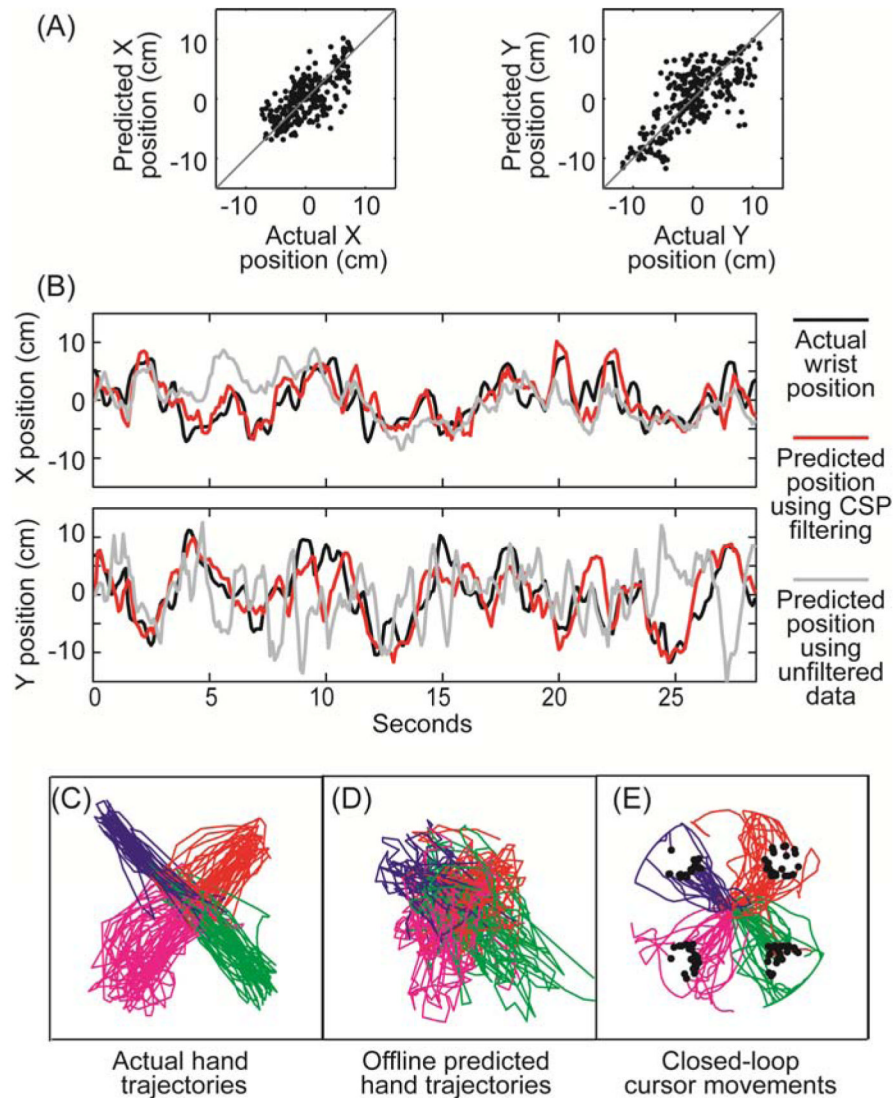 (A)
Predicted X
position (cm)
10
0
-10
-10 0 10
Actual X
position (cm)
Predicted Y
position (cm)
10
0
-10
-10 0 10
Actual Y
position (cm)
(B)
X position (cm)
10
0
-10
Y position (cm)
10
0
-10
0 5 10 15 20 25
Seconds
Actual
wrist
position
Predicted
position
using CSP
filtering
Predicted
position
using
unfiltered
data
(C)
Actual hand
trajectories
(D)
Offline predicted
hand trajectories
(E)
Closed-loop
cursor movements